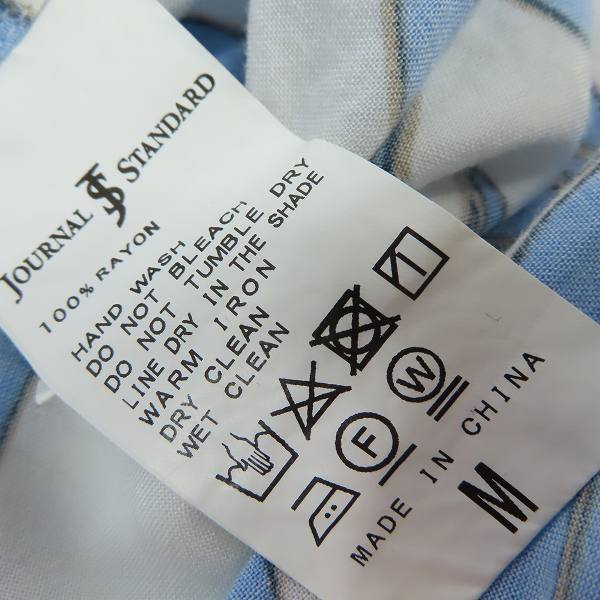 JOURNAL JS STANDARD
100% RAYON
HAND WASH
DO NOT BLEACH
DO NOT TUMBLE DRY
LINE DRY IN THE SHADE
WARM IRON
DRY CLEAN
WET CLEAN
W
F
MADE IN CHINA
M